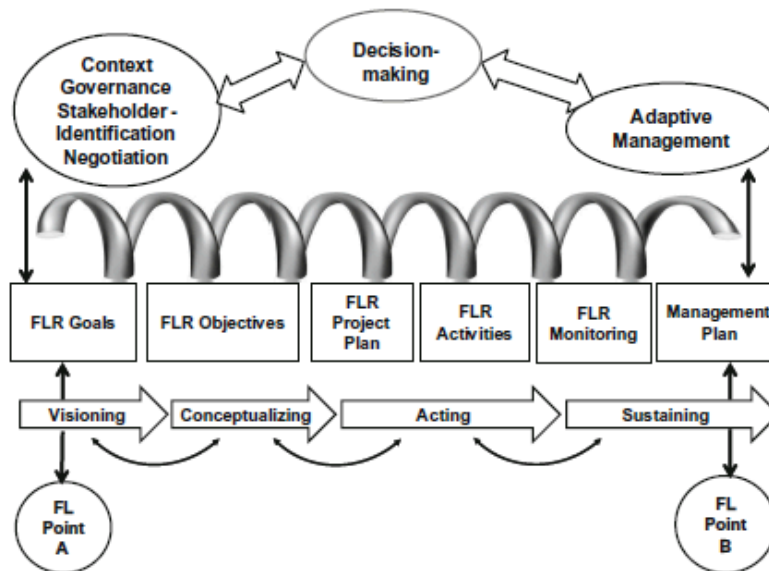 Context
Governance
Stakeholder -
Identification
Negotiation
Decision-
making
Adaptive
Management
FLR Goals
FLR Objectives
FLR
Project
Plan
FLR
Activities
FLR
Monitoring
Management
Plan
Visioning
Conceptualizing
Acting
Sustaining
FL
Point
A
FL
Point
B